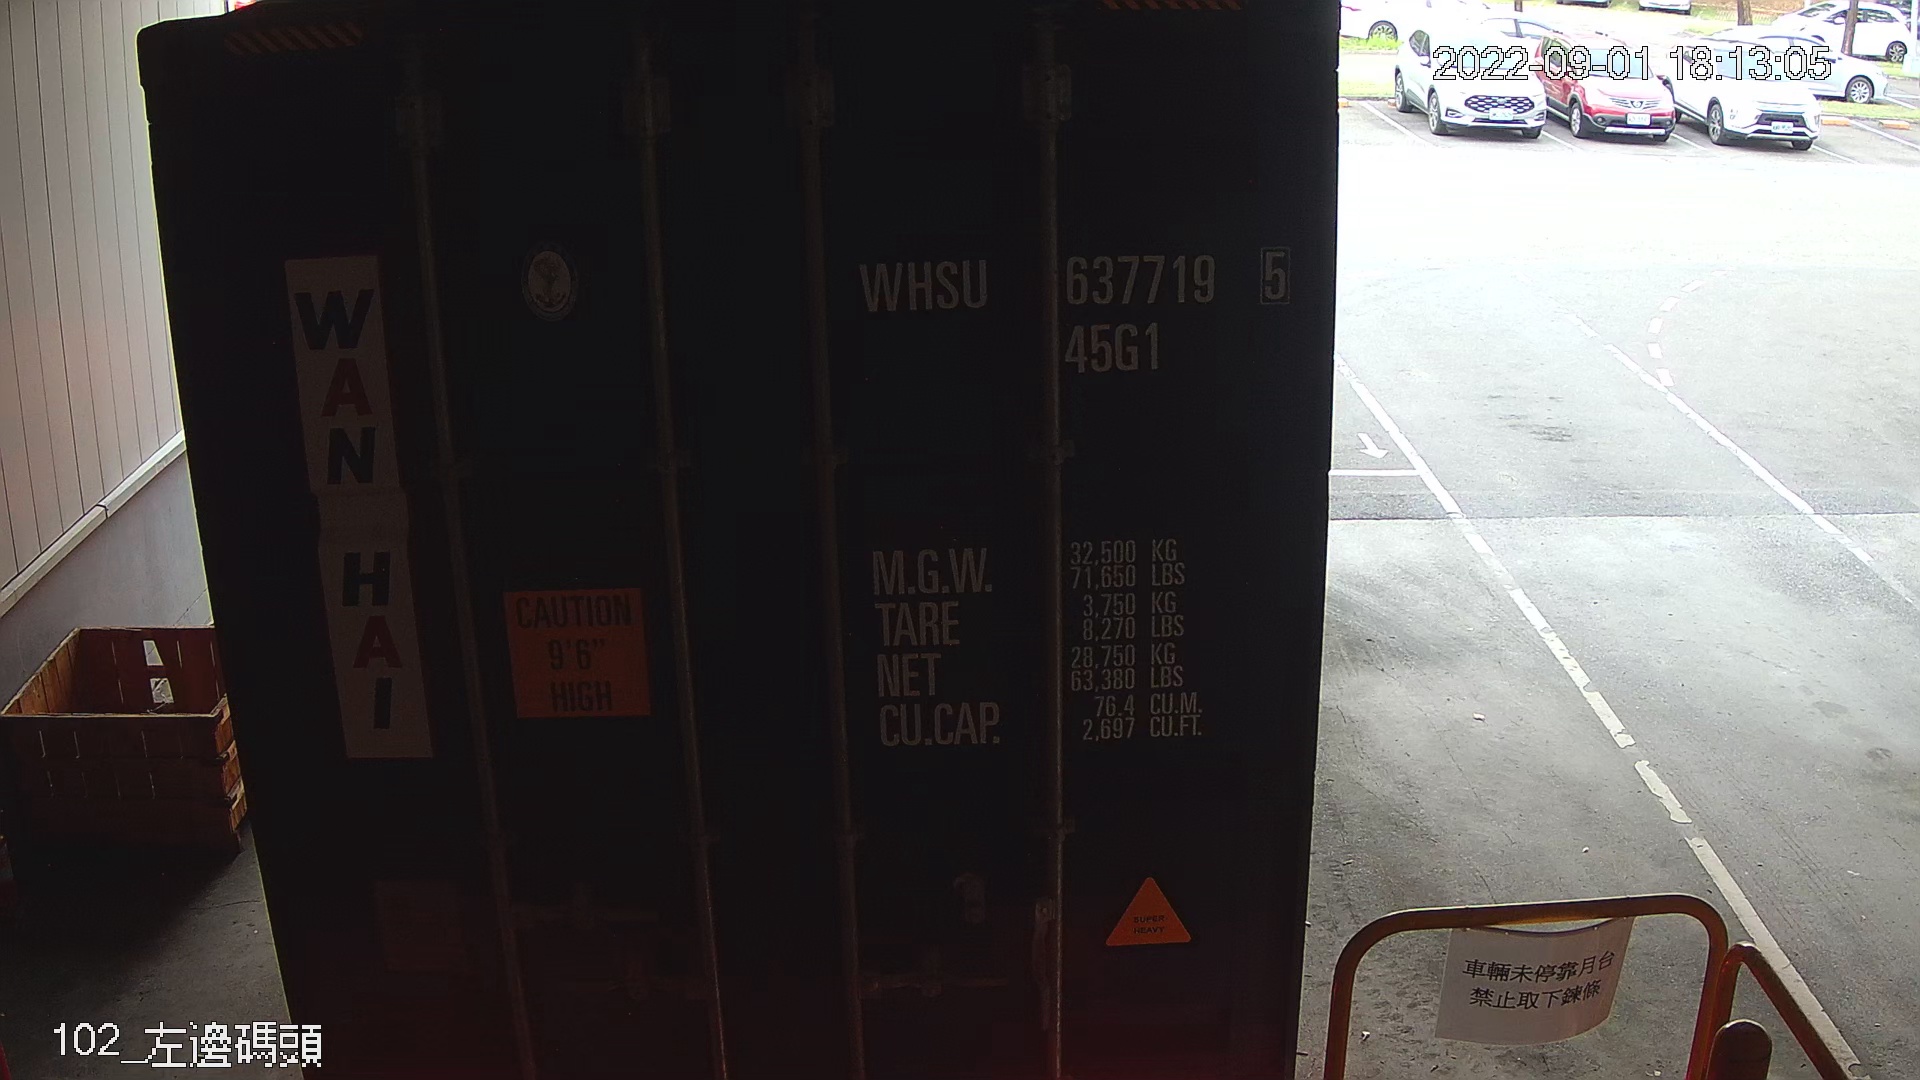 2022-09-01 18:13:05
WAN HAI
WHSU 637719 5
45G1
CAUTION
9'6"
HIGH
M.G.W. 32,500 KG
71,650 LBS
TARE 3,750 KG
8,270 LBS
NET 28,750 KG
63,380 LBS
CU.CAP. 76.4 CU.M.
2,697 CU.FT.
SUPER
HEAVY
車輛未停靠月台
禁止取下鍊條
102_左邊碼頭